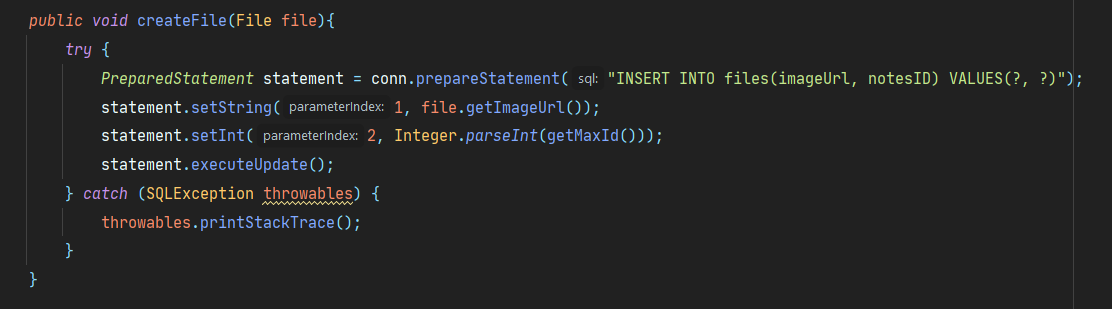 public void createFile(File file){
try {
PreparedStatement statement = conn.prepareStatement( sql: "INSERT INTO files(imageUrl, notesID) VALUES(?, ?)");
statement.setString( parameterIndex: 1, file.getImageUrl());
statement.setInt( parameterIndex: 2, Integer.parseInt(getMaxId()));
statement.executeUpdate();
} catch (SQLException throwables) {
throwables.printStackTrace();
}
}